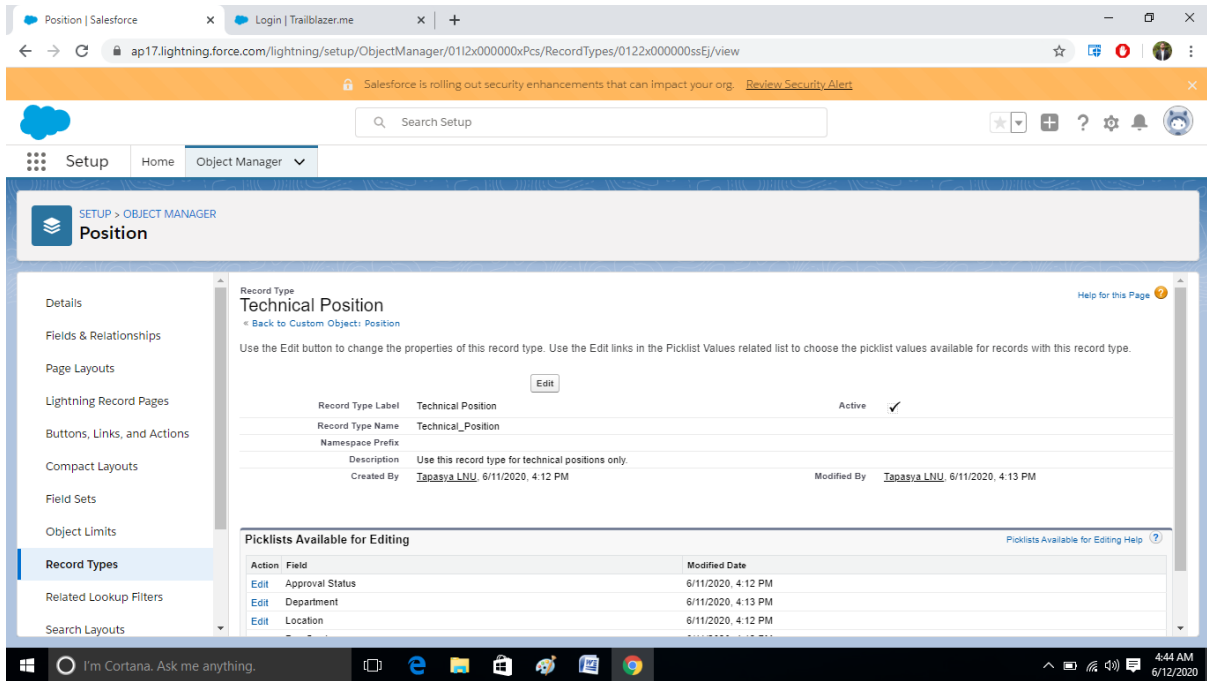 Position | Salesforce
Login | Trailblazer.me
ap17.lightning.force.com/lightning/setup/ObjectManager/01I2x000000xPcs/RecordTypes/0122x000000ssEj/view
Salesforce is rolling out security enhancements that can impact your org. Review Security Alert
Search Setup
Setup Home Object Manager
SETUP > OBJECT MANAGER
Position
Details
Fields & Relationships
Page Layouts
Lightning Record Pages
Buttons, Links, and Actions
Compact Layouts
Field Sets
Object Limits
Record Types
Related Lookup Filters
Search Layouts
Record Type
Technical Position
« Back to Custom Object: Position
Help for this Page
Use the Edit button to change the properties of this record type. Use the Edit links in the Picklist Values related list to choose the picklist values available for records with this record type.
Edit
Record Type Label Technical Position Active ✓
Record Type Name Technical_Position
Namespace Prefix
Description Use this record type for technical positions only.
Created By Tapasya LNU, 6/11/2020, 4:12 PM Modified By Tapasya LNU, 6/11/2020, 4:13 PM
Picklists Available for Editing Picklists Available for Editing Help ?
Action Field Modified Date
Edit Approval Status 6/11/2020, 4:12 PM
Edit Department 6/11/2020, 4:13 PM
Edit Location 6/11/2020, 4:12 PM
I'm Cortana. Ask me anything.
4:44 AM
6/12/2020